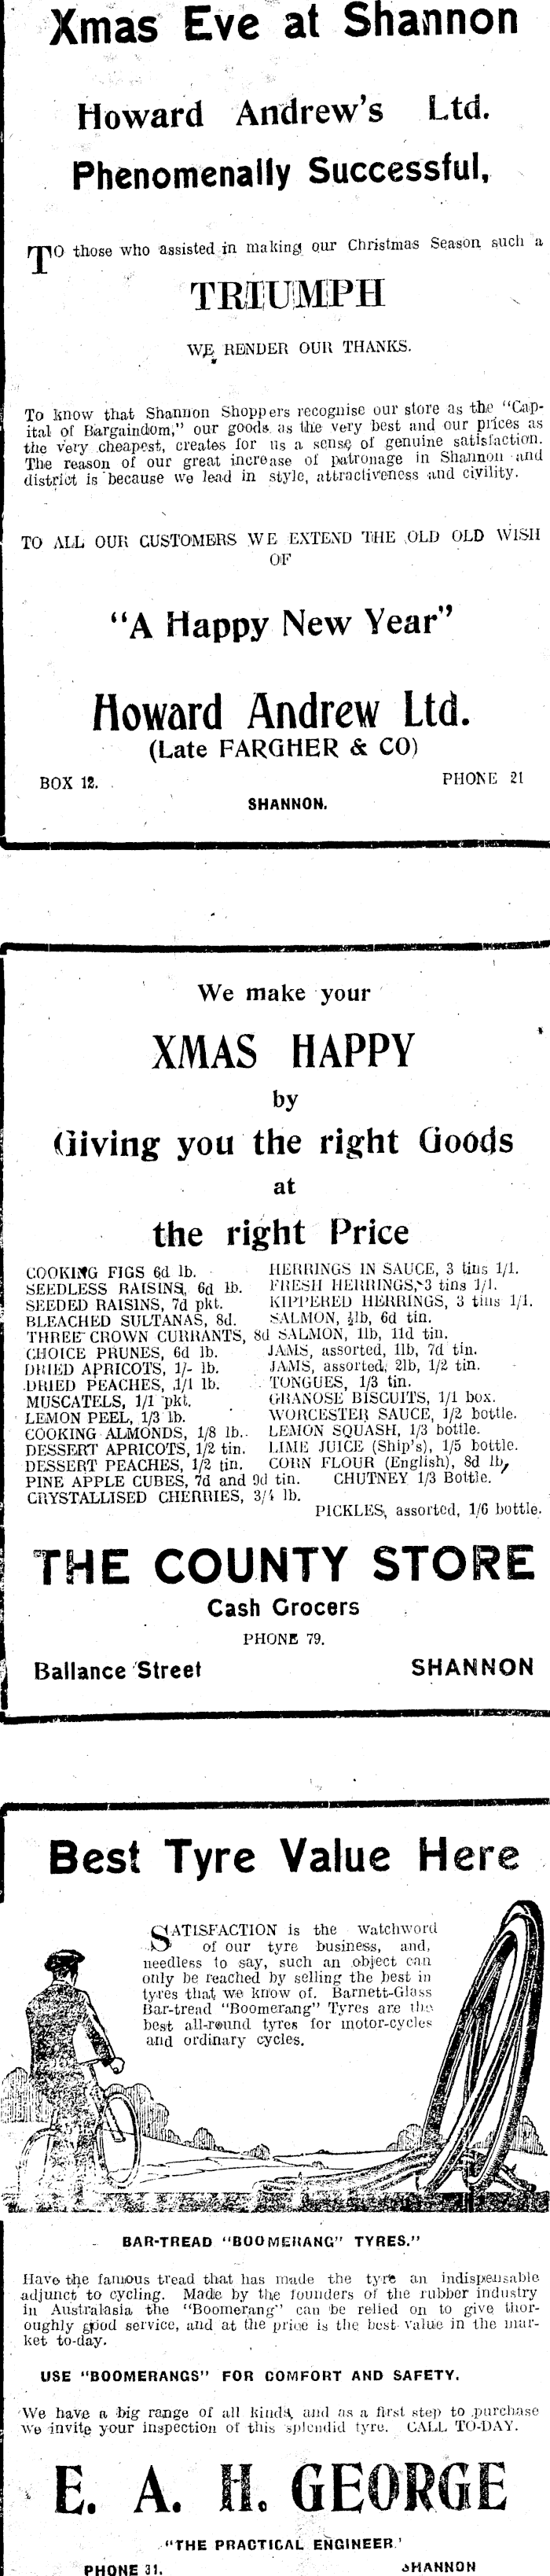 Xmas Eve at Shannon
Howard Andrew's Ltd.
Phenomenally Successful,
TO those who assisted in making our Christmas Season such a
TRIUMPH
WE RENDER OUR THANKS.
To know that Shannon Shoppers recognise our store as the "Cap-
ital of Bargaindom," our goods as the very best and our prices as
the very cheapest, creates for us a sense of genuine satisfaction.
The reason of our great increase of patronage in Shannon and
district is because we lead in style, attractiveness and civility.
TO ALL OUR CUSTOMERS WE EXTEND THE OLD OLD WISH
OF
"A Happy New Year"
Howard Andrew Ltd.
(Late FARGHER & CO)
BOX 12. PHONE 21
SHANNON.
We make your
XMAS HAPPY
by
Giving you the right Goods
at
the right Price
COOKING FIGS 6d lb.
SEEDLESS RAISINS, 6d lb.
SEEDED RAISINS, 7d pkt.
BLEACHED SULTANAS, 8d.
THREE CROWN CURRANTS, 8d
CHOICE PRUNES, 6d lb.
DRIED APRICOTS, 1/- lb.
DRIED PEACHES, 1/1 lb.
MUSCATELS, 1/1 pkt.
LEMON PEEL, 1/3 lb.
COOKING ALMONDS, 1/8 lb.
DESSERT APRICOTS, 1/2 tin.
DESSERT PEACHES, 1/2 tin.
PINE APPLE CUBES, 7d and 9d tin.
CRYSTALLISED CHERRIES, 3/4 lb.
HERRINGS IN SAUCE, 3 tins 1/1.
FRESH HERRINGS, 3 tins 1/1.
KIPPERED HERRINGS, 3 tins 1/1.
SALMON, ½lb, 6d tin.
SALMON, 1lb, 11d tin.
JAMS, assorted, 1lb, 7d tin.
JAMS, assorted, 2lb, 1/2 tin.
TONGUES, 1/3 tin.
GRANOSE BISCUITS, 1/1 box.
WORCESTER SAUCE, 1/2 bottle.
LEMON SQUASH, 1/3 bottle.
LIME JUICE (Ship's), 1/5 bottle.
CORN FLOUR (English), 8d lb,
CHUTNEY 1/3 Bottle.
PICKLES, assorted, 1/6 bottle.
THE COUNTY STORE
Cash Grocers
PHONE 79.
Ballance Street SHANNON
Best Tyre Value Here
SATISFACTION is the watchword
of our tyre business, and,
needless to say, such an object can
only be reached by selling the best in
tyres that we know of. Barnett-Glass
Bar-tread "Boomerang" Tyres are the
best all-round tyres for motor-cycles
and ordinary cycles.
BAR-TREAD "BOOMERANG" TYRES."
Have the famous tread that has made the tyre an indispensable
adjunct to cycling. Made by the founders of the rubber industry
in Australasia the "Boomerang" can be relied on to give thor-
oughly good service, and at the price is the best value in the mar-
ket to-day.
USE "BOOMERANGS" FOR COMFORT AND SAFETY.
We have a big range of all kinds, and as a first step to purchase
we invite your inspection of this splendid tyre. CALL TO-DAY.
E. A. H. GEORGE
"THE PRACTICAL ENGINEER'
PHONE 31. SHANNON